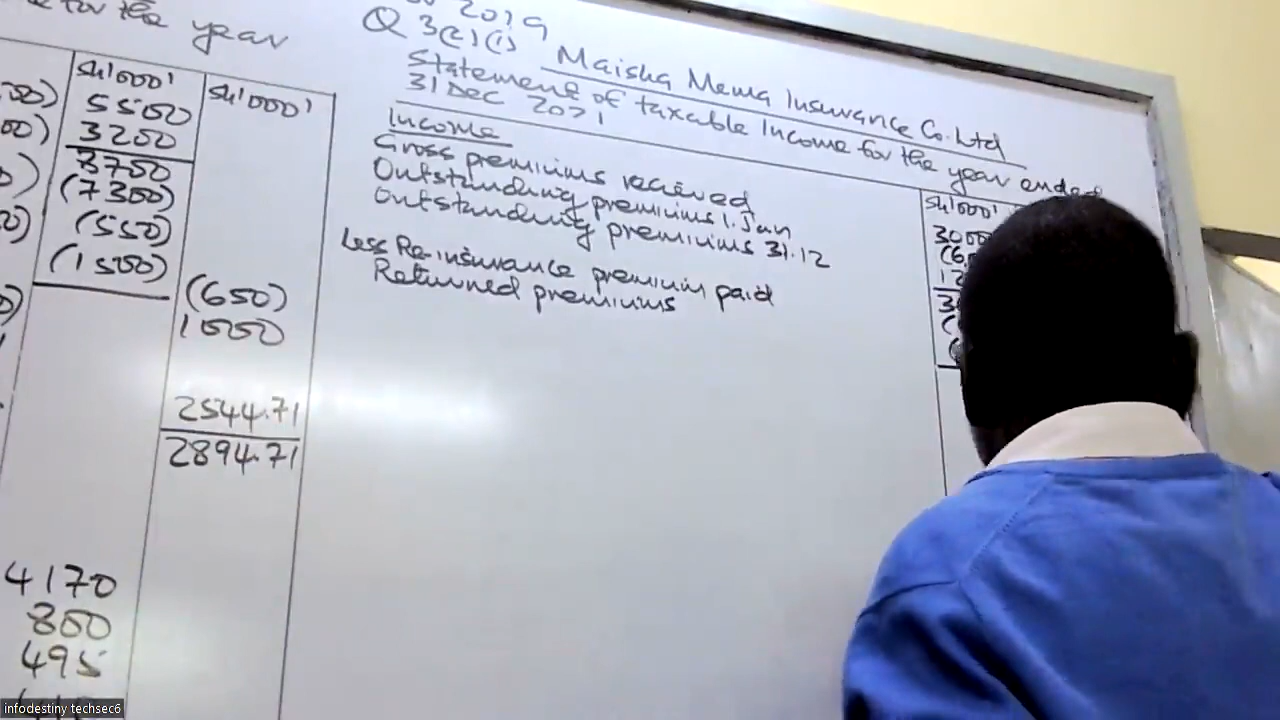 the year
sh'000'
sh'000'
5500
3200
8700
(7300)
(550)
(1500)
(650)
1000
2544.71
2894.71
4170
800
495
2019
Q 3(2)(i)
Maisha Mema Insurance Co. Ltd
Statement of taxable Income for the year ended
31 Dec 2021
Income
sh'000'
Gross premiums recieved
Outstanding premiums 1.Jan
Outstanding premiums 31.12
Less Re-insurance premium paid
Returned premiums
infodestiny techsec6